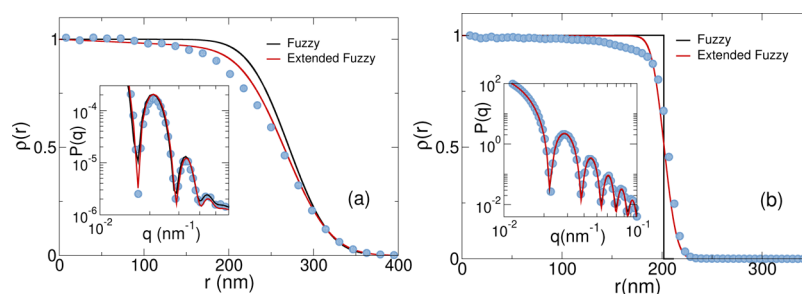 1
0.5
0
ρ(r)
0
100
200
300
400
r (nm)
Fuzzy
Extended Fuzzy
(a)
10^-4
10^-5
10^-6
P(q)
q (nm^-1)
1
0.5
0
ρ(r)
0
100
200
300
r(nm)
Fuzzy
Extended Fuzzy
(b)
10^2
10^0
10^-2
P(q)
10^-2
10^-1
q(nm^-1)